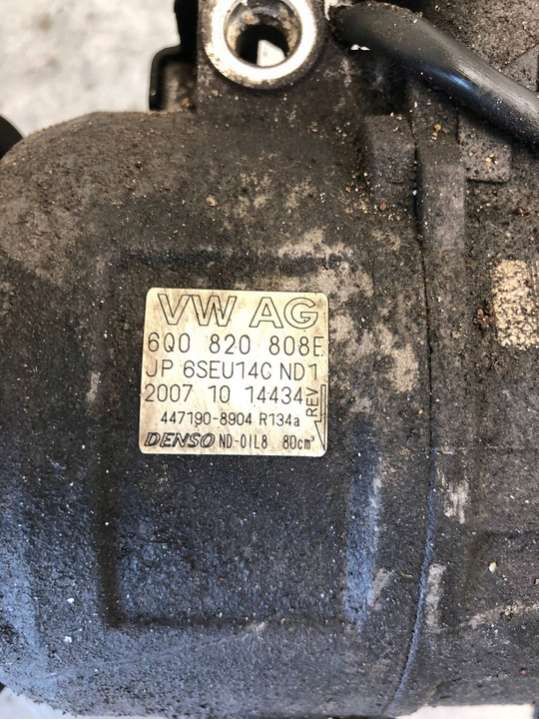 VW AG
6Q0 820 808E
JP 6SEU14C ND1
2007 10 14434
REV
447190-8904 R134a
DENSO ND-OIL8 80cm³